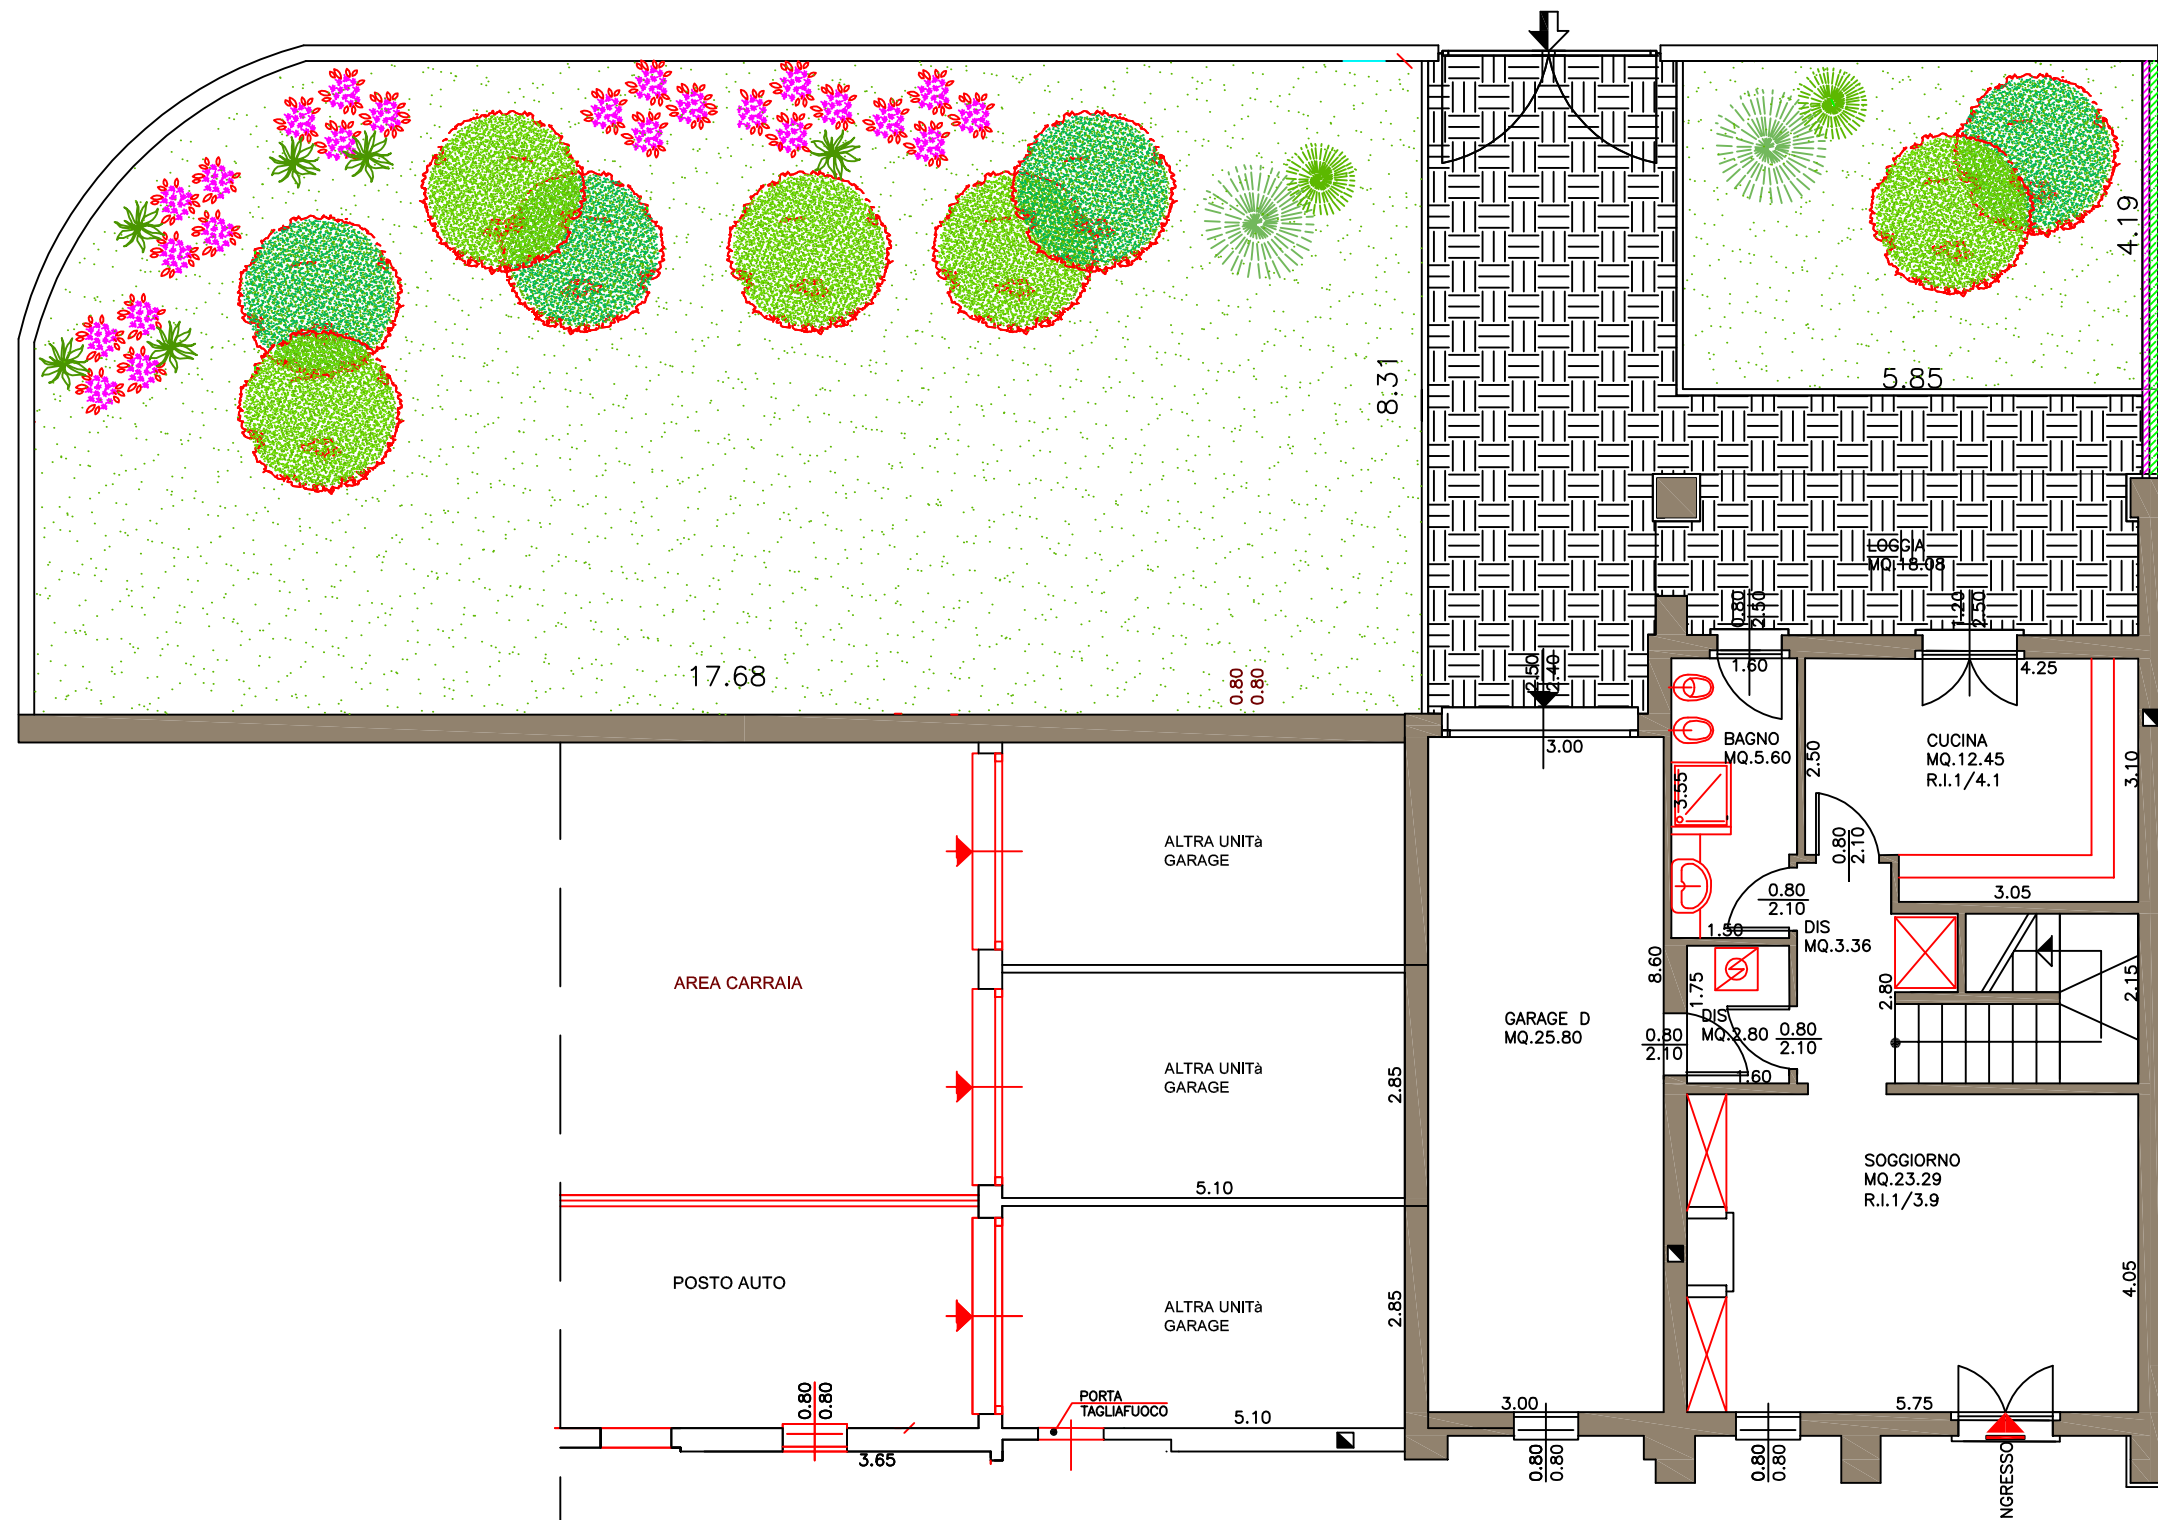 4.19
5.85
8.31
LOGGIA
MQ.18.08
0.80
2.50
1.20
2.50
17.68
0.80
0.80
2.50
2.40
3.00
1.60
4.25
BAGNO
MQ.5.60
2.50
CUCINA
MQ.12.45
R.I.1/4.1
3.10
3.55
0.80
2.10
ALTRA UNITà
GARAGE
0.80
2.10
3.05
1.50
DIS
MQ.3.36
AREA CARRAIA
8.60
1.75
2.80
2.15
GARAGE D
MQ.25.80
DIS
MQ.2.80
0.80
2.10
0.80
2.10
1.60
ALTRA UNITà
GARAGE
2.85
5.10
SOGGIORNO
MQ.23.29
R.I.1/3.9
POSTO AUTO
ALTRA UNITà
GARAGE
2.85
4.05
0.80
0.80
PORTA
TAGLIAFUOCO
5.10
3.00
5.75
3.65
0.80
0.80
0.80
0.80
NGRESSO